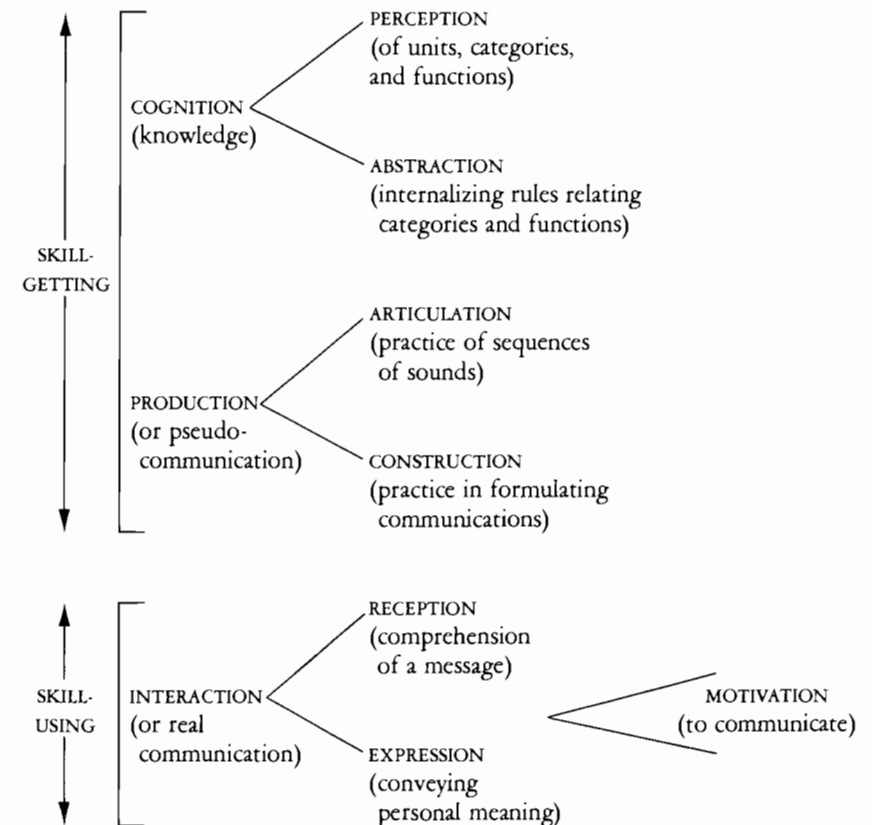 PERCEPTION
(of units, categories,
and functions)
COGNITION
(knowledge)
ABSTRACTION
(internalizing rules relating
categories and functions)
SKILL-
GETTING
ARTICULATION
(practice of sequences
of sounds)
PRODUCTION
(or pseudo-
communication)
CONSTRUCTION
(practice in formulating
communications)
RECEPTION
(comprehension
of a message)
SKILL-
USING
INTERACTION
(or real
communication)
MOTIVATION
(to communicate)
EXPRESSION
(conveying
personal meaning)